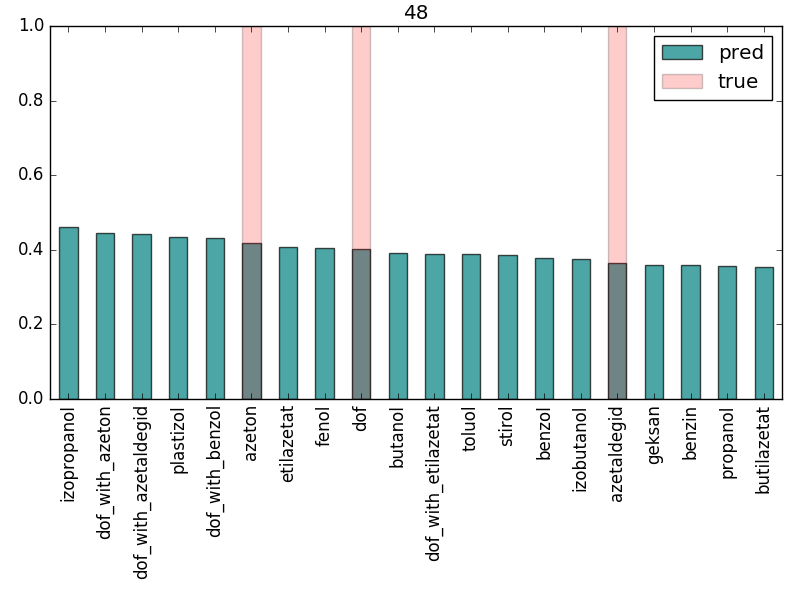 48
1.0
0.8
0.6
0.4
0.2
0.0
pred
true
izopropanol
dof_with_azeton
dof_with_azetaldegid
plastizol
dof_with_benzol
azeton
etilazetat
fenol
dof
butanol
dof_with_etilazetat
toluol
stirol
benzol
izobutanol
azetaldegid
geksan
benzin
propanol
butilazetat